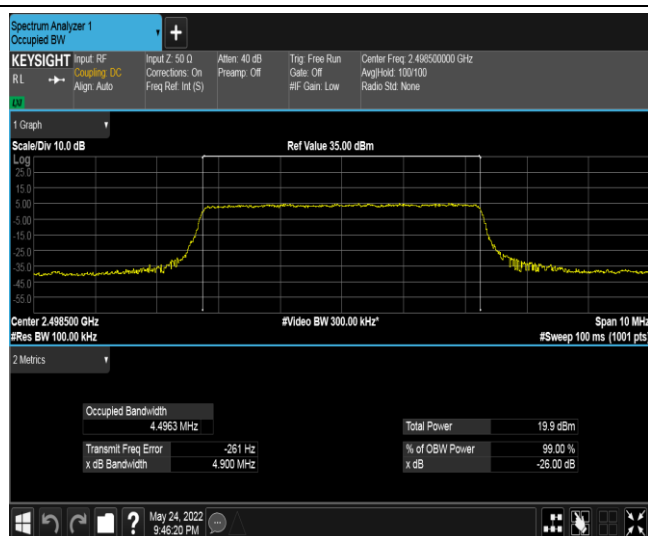 Spectrum Analyzer 1
Occupied BW
+
KEYSIGHT Input: RF Input Z: 50 Ω Atten: 40 dB Trig: Free Run Center Freq: 2.498500000 GHz
RL Coupling: DC Corrections: On Preamp: Off Gate: Off Avg|Hold: 100/100
Align: Auto Freq Ref: Int (S) #IF Gain: Low Radio Std: None
LNI
1 Graph
Scale/Div 10.0 dB Ref Value 35.00 dBm
Log
25.0
15.0
5.00
-5.00
-15.0
-25.0
-35.0
-45.0
-55.0
Center 2.498500 GHz #Video BW 300.00 kHz* Span 10 MHz
#Res BW 100.00 kHz #Sweep 100 ms (1001 pts)
2 Metrics
Occupied Bandwidth
4.4963 MHz Total Power 19.9 dBm
Transmit Freq Error -261 Hz % of OBW Power 99.00 %
x dB Bandwidth 4.900 MHz x dB -26.00 dB
? May 24, 2022
9:46:20 PM